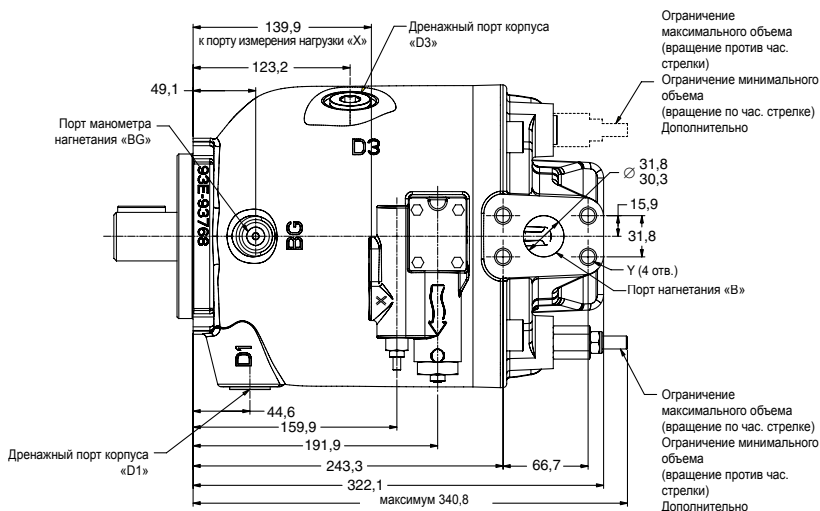 139,9
к порту измерения нагрузки «X»
123,2
49,1
Дренажный порт корпуса
«D3»
Ограничение
максимального объема
(вращение против час.
стрелки)
Ограничение минимального
объема
(вращение по час. стрелке)
Дополнительно
Порт манометра
нагнетания «BG»
D3
93E-93768
BG
X
D1
∅ 31,8
30,3
15,9
31,8
Y (4 отв.)
Порт нагнетания «B»
44,6
159,9
191,9
243,3
66,7
322,1
максимум 340,8
Дренажный порт корпуса
«D1»
Ограничение
максимального объема
(вращение по час. стрелке)
Ограничение минимального
объема
(вращение против час.
стрелки)
Дополнительно